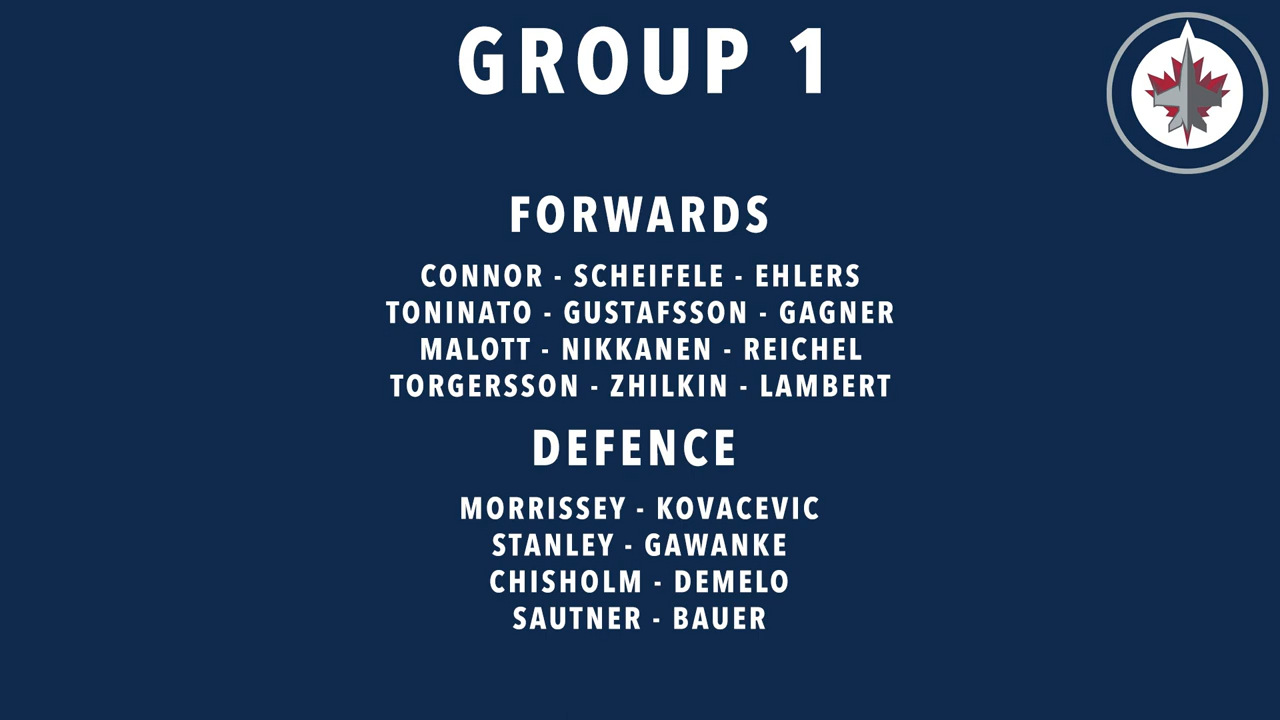 GROUP 1
FORWARDS
CONNOR - SCHEIFELE - EHLERS
TONINATO - GUSTAFSSON - GAGNER
MALOTT - NIKKANEN - REICHEL
TORGERSSON - ZHILKIN - LAMBERT
DEFENCE
MORRISSEY - KOVACEVIC
STANLEY - GAWANKE
CHISHOLM - DEMELO
SAUTNER - BAUER